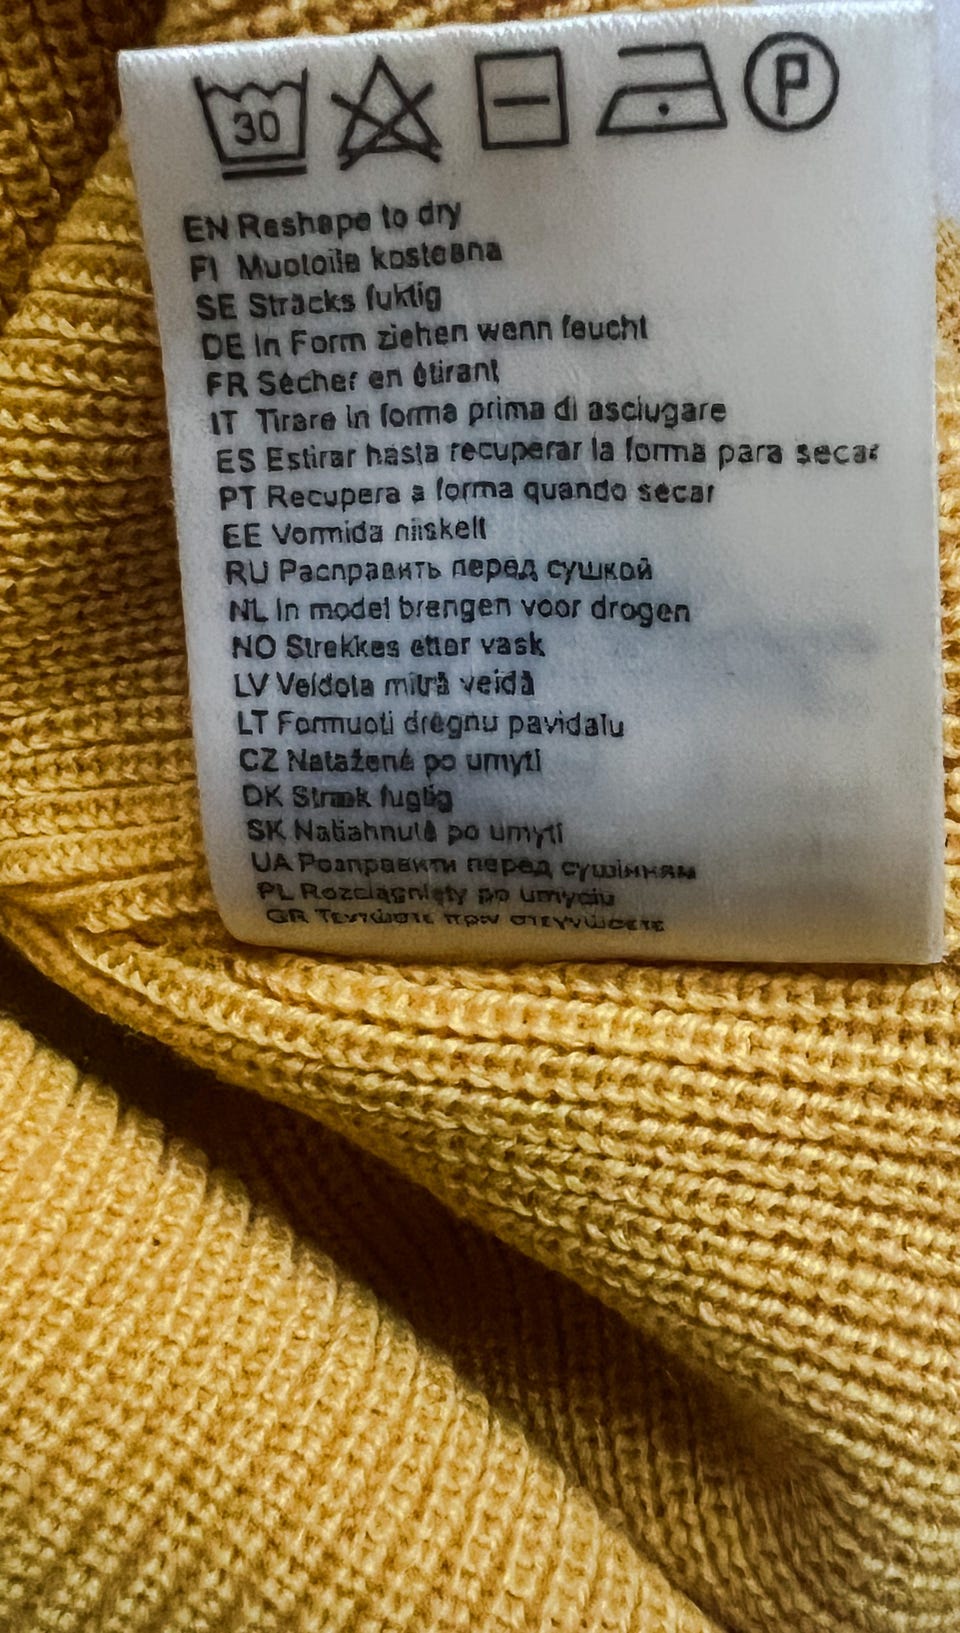 30 P
EN Reshape to dry
FI Muotoile kosteana
SE Sträcks fuktig
DE In Form ziehen wenn feucht
FR Sécher en étirant
IT Tirare in forma prima di asciugare
ES Estirar hasta recuperar la forma para secar
PT Recupera a forma quando secar
EE Vormida niiskelt
RU Расправить перед сушкой
NL In model brengen voor drogen
NO Strekkes etter vask
LV Veidota mitrā veidā
LT Formuoti drėgnu pavidalu
CZ Natažené po umytí
DK Stræk fugtig
SK Natiahnuté po umytí
UA Розправити перед сушінням
PL Rozciągnięty po umyciu
GR Τεντώστε πριν στεγνώσετε